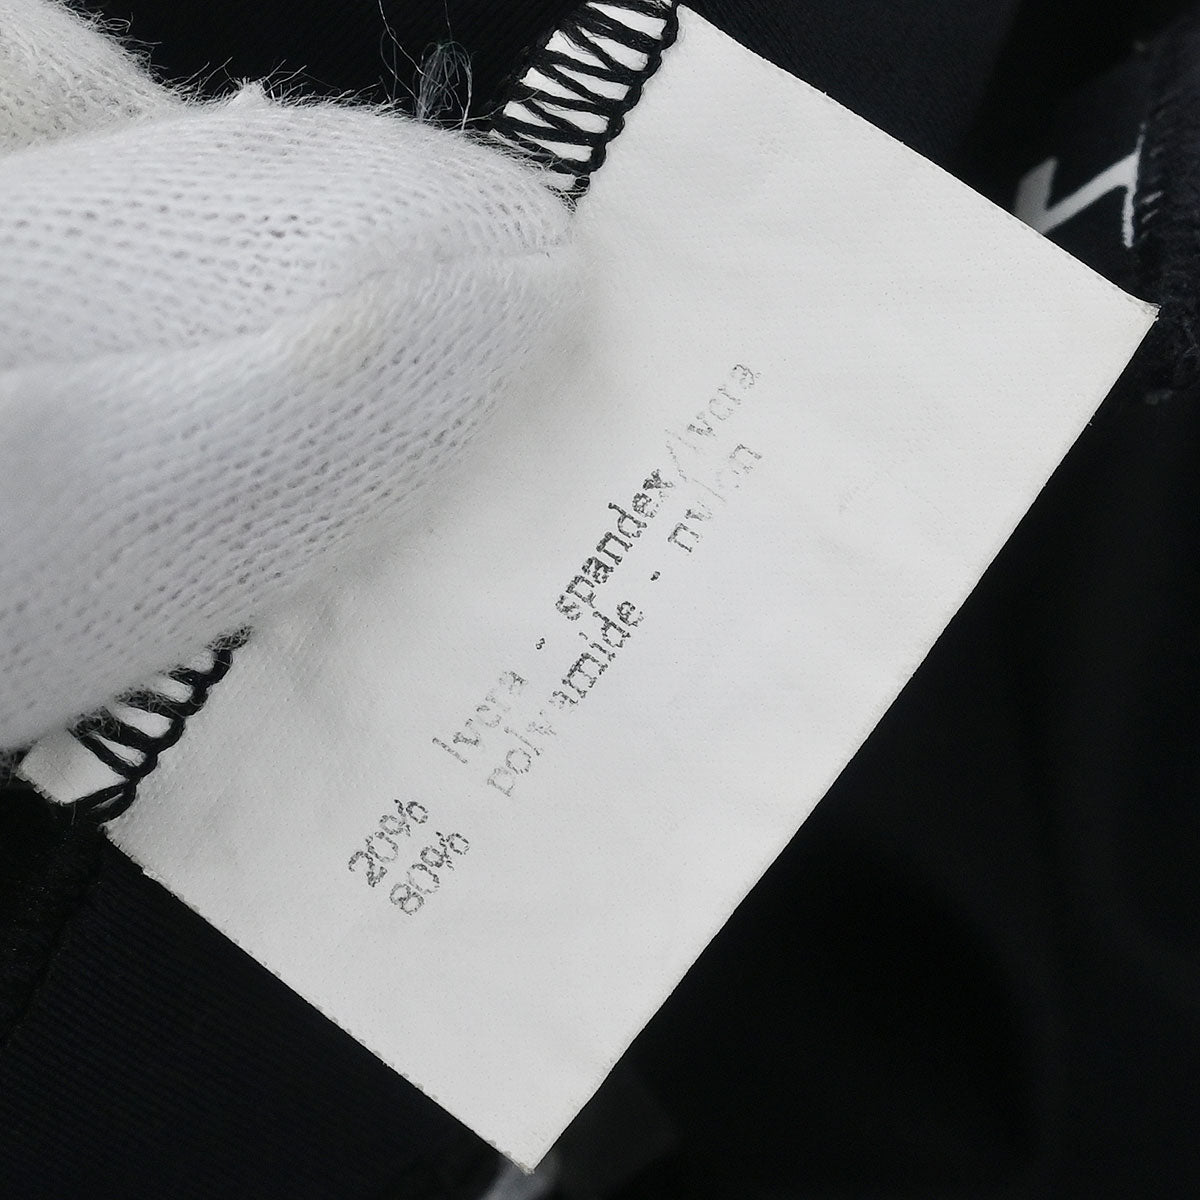 20% lycra - spandex/lycra
80% polyamide - nylon